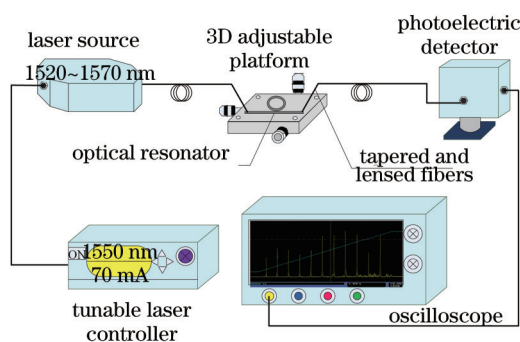 laser source
1520~1570 nm
3D adjustable
platform
photoelectric
detector
optical resonator
tapered and
lensed fibers
ON
1550 nm
70 mA
tunable laser
controller
oscilloscope